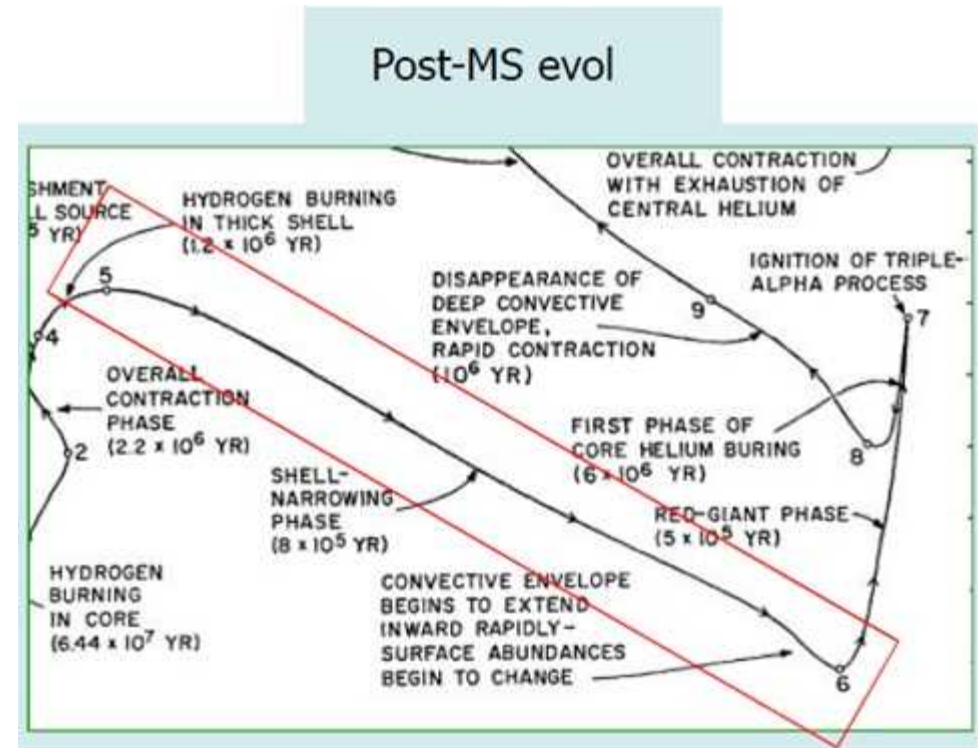 Post-MS evol
SHMENT
L SOURCE
5 YR)
HYDROGEN BURNING
IN THICK SHELL
(1.2 x 10⁶ YR)
OVERALL CONTRACTION
WITH EXHAUSTION OF
CENTRAL HELIUM
DISAPPEARANCE OF
DEEP CONVECTIVE
ENVELOPE,
RAPID CONTRACTION
(10⁶ YR)
IGNITION OF TRIPLE-
ALPHA PROCESS
5
4
9
7
OVERALL
CONTRACTION
PHASE
(2.2 x 10⁶ YR)
2
FIRST PHASE OF
CORE HELIUM BURING
(6 x 10⁶ YR)
8
SHELL-
NARROWING
PHASE
(8 x 10⁵ YR)
RED-GIANT PHASE
(5 x 10⁵ YR)
HYDROGEN
BURNING
IN CORE
(6.44 x 10⁷ YR)
CONVECTIVE ENVELOPE
BEGINS TO EXTEND
INWARD RAPIDLY-
SURFACE ABUNDANCES
BEGIN TO CHANGE
6